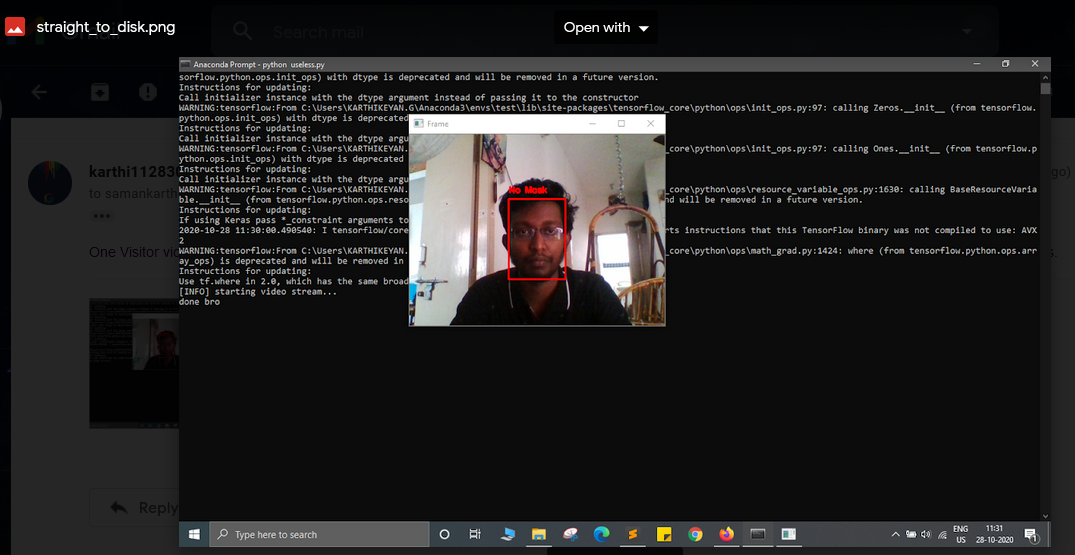 straight_to_disk.png
Open with
Search mail
Anaconda Prompt - python useless.py
sorflow.python.ops.init_ops) with dtype is deprecated and will be removed in a future version.
Instructions for updating:
Call initializer instance with the dtype argument instead of passing it to the constructor
WARNING:tensorflow:From C:\Users\KARTHIKEYAN.G\Anaconda3\envs\test\lib\site-packages\tensorflow_core\python\ops\init_ops.py:97: calling Zeros.__init__ (from tensorflow.
python.ops.init_ops) with dtype is deprecated
Instructions for updating:
Call initializer instance with the dtype argu
WARNING:tensorflow:From C:\Users\KARTHIKEYAN. _core\python\ops\init_ops.py:97: calling Ones.__init__ (from tensorflow.p
ython.ops.init_ops) with dtype is deprecated
Instructions for updating:
Call initializer instance with the dtype argu
WARNING:tensorflow:From C:\Users\KARTHIKEYAN. _core\python\ops\resource_variable_ops.py:1630: calling BaseResourceVaria
ble.__init__ (from tensorflow.python.ops.reso nd will be removed in a future version.
Instructions for updating:
If using Keras pass *_constraint arguments to
2020-10-28 11:30:00.490540: I tensorflow/core rts instructions that this TensorFlow binary was not compiled to use: AVX
2
WARNING:tensorflow:From C:\Users\KARTHIKEYAN. _core\python\ops\math_grad.py:1424: where (from tensorflow.python.ops.arr
ay_ops) is deprecated and will be removed in
Instructions for updating:
Use tf.where in 2.0, which has the same broad
[INFO] starting video stream...
done bro
Frame
No Mask
karthi11283
to samankarth
One Visitor vi
go)
Reply
Type here to search
ENG
US
11:31
28-10-2020
1